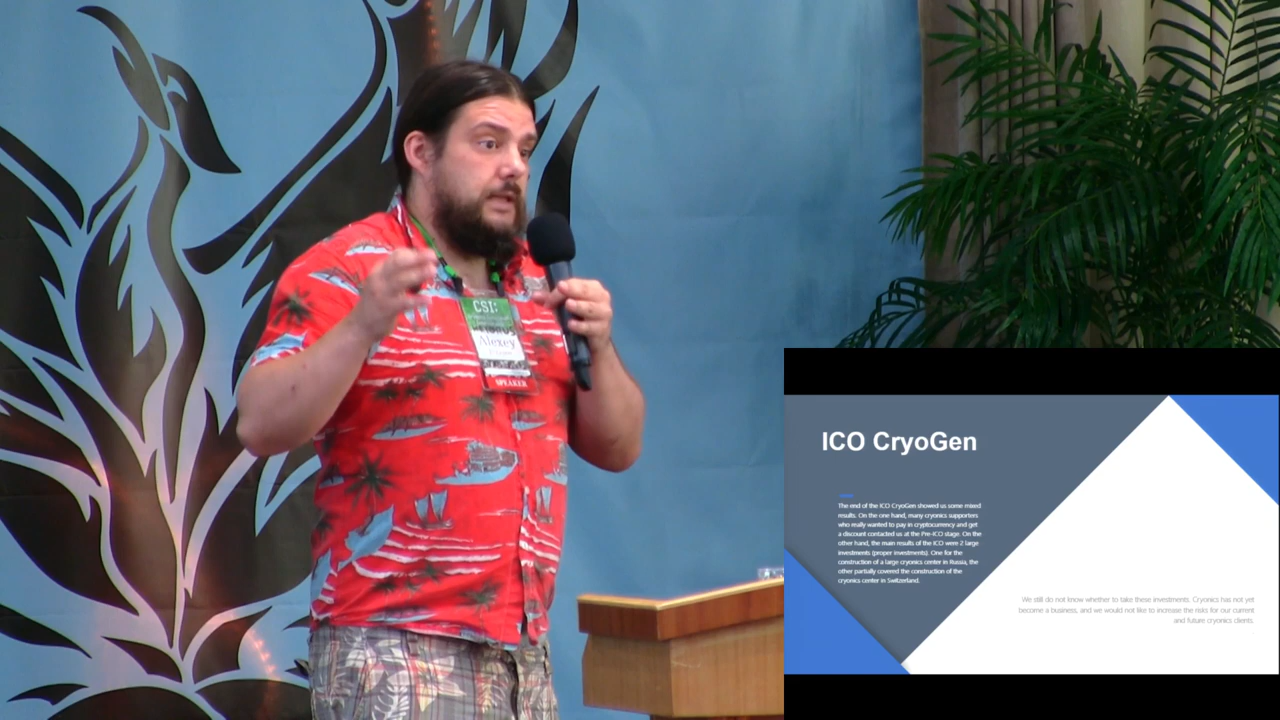 CSI:
Alexey
SPEAKER
ICO CryoGen
The end of the ICO CryoGen showed us some mixed
results. On the one hand, many cryonics supporters
who really wanted to pay in cryptocurrency and get
a discount contacted us at the Pre-ICO stage. On the
other hand, the main results of the ICO were 2 large
investments (proper investments). One for the
construction of a large cryonics center in Russia, the
other partially covered the construction of the
cryonics center in Switzerland.
We still do not know whether to take these investments. Cryonics has not yet
become a business, and we would not like to increase the risks for our current
and future cryonics clients.